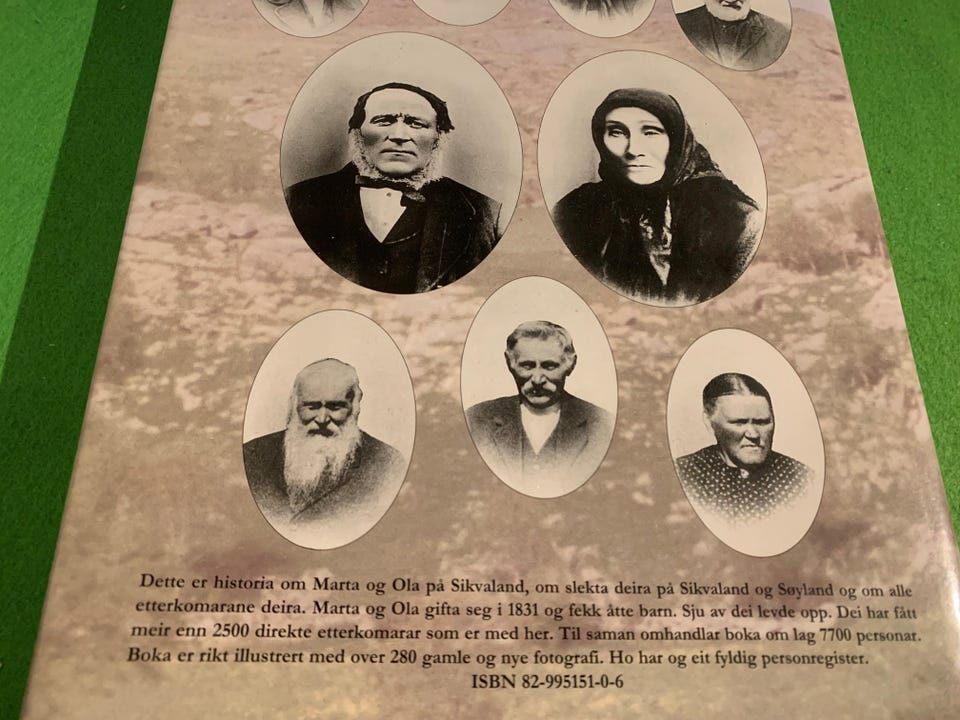 Dette er historia om Marta og Ola på Sikvaland, om slekta deira på Sikvaland og Søyland og om alle
etterkomarane deira. Marta og Ola gifta seg i 1831 og fekk åtte barn. Sju av dei levde opp. Dei har fått
meir enn 2500 direkte etterkomarar som er med her. Til saman omhandlar boka om lag 7700 personar.
Boka er rikt illustrert med over 280 gamle og nye fotografi. Ho har og eit fyldig personregister.
ISBN 82-995151-0-6